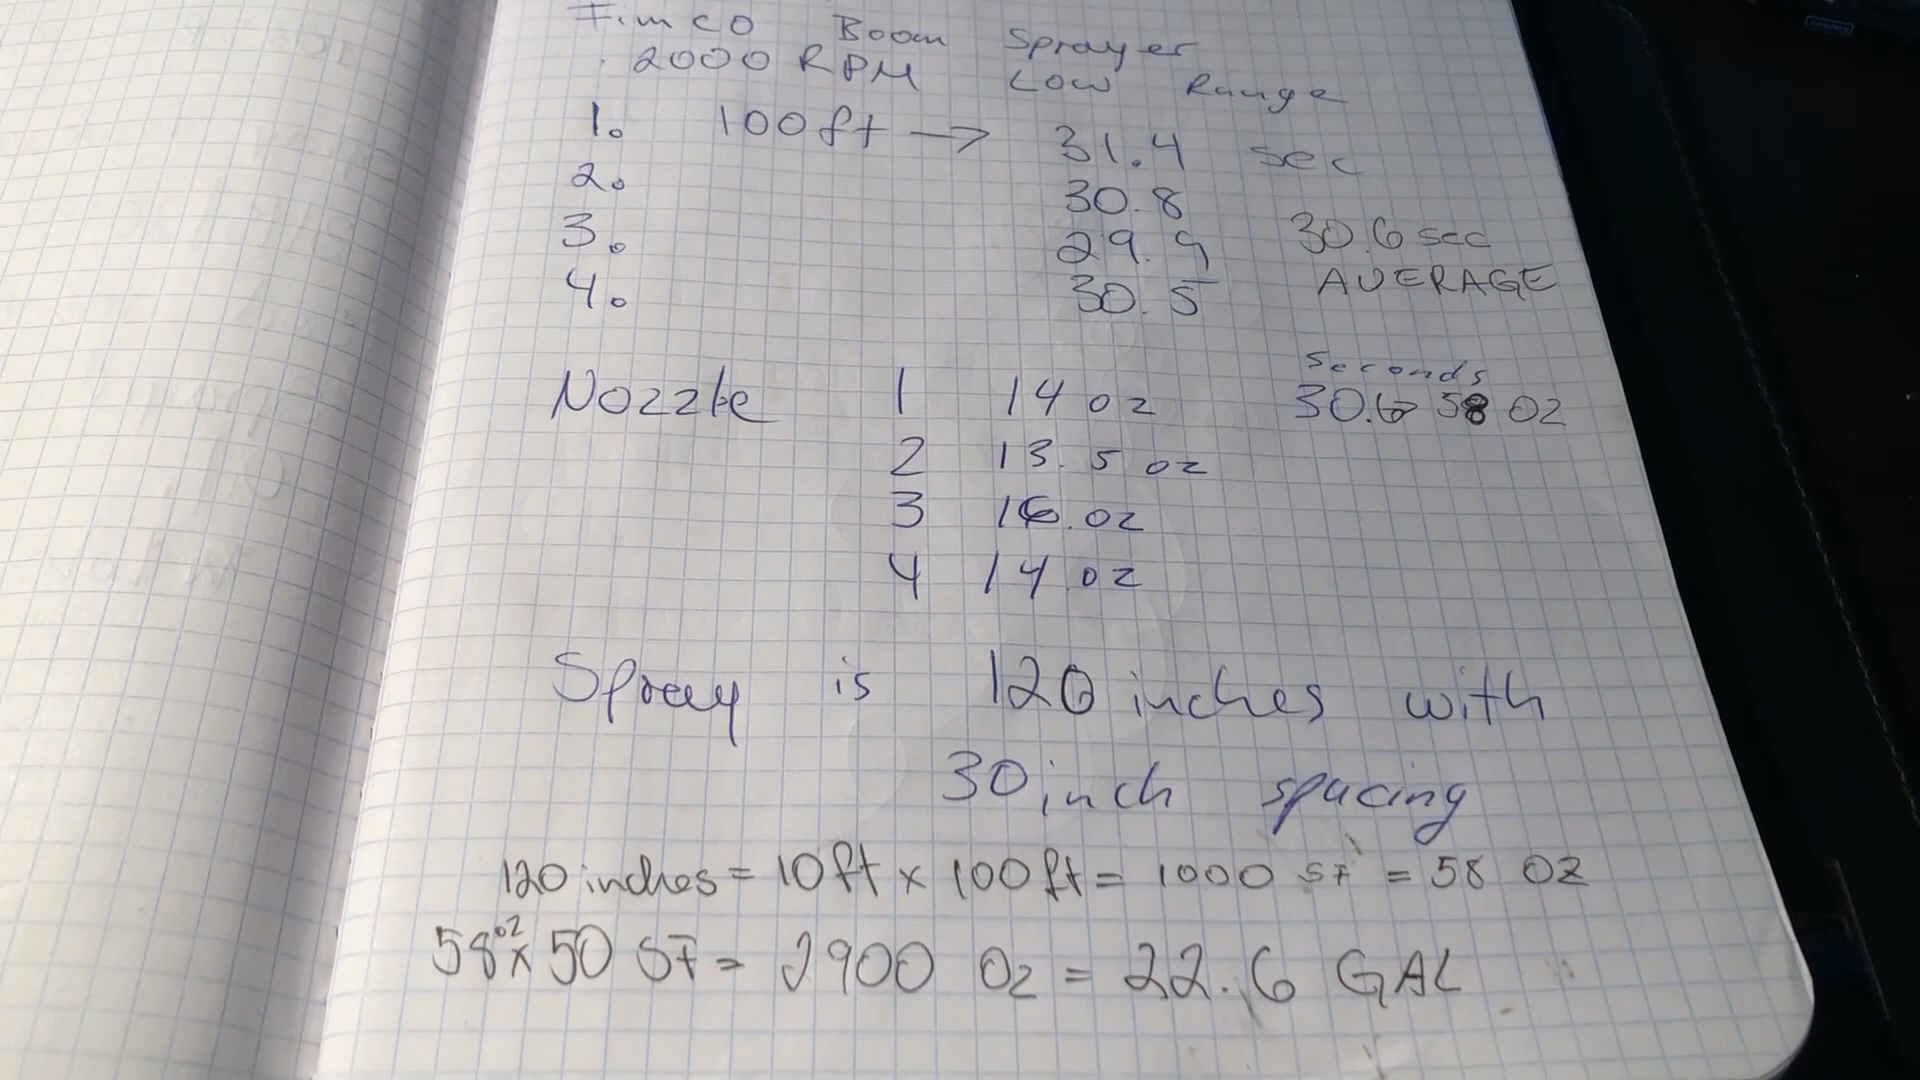 Fimco Boom Sprayer
2000 RPM Low Range
1. 100ft → 31.4 sec
2. 30.8
3. 29.9 30.6 sec
4. 30.5 AVERAGE
Seconds
Nozzle 1 14 oz 30.6 58 OZ
2 13.5 oz
3 16.oz
4 14 oz
Spray is 120 inches with
30 inch spacing
120 inches = 10ft x 100ft = 1000 SF = 58 OZ
58 oz x 50 SF = 2900 Oz = 22.6 GAL